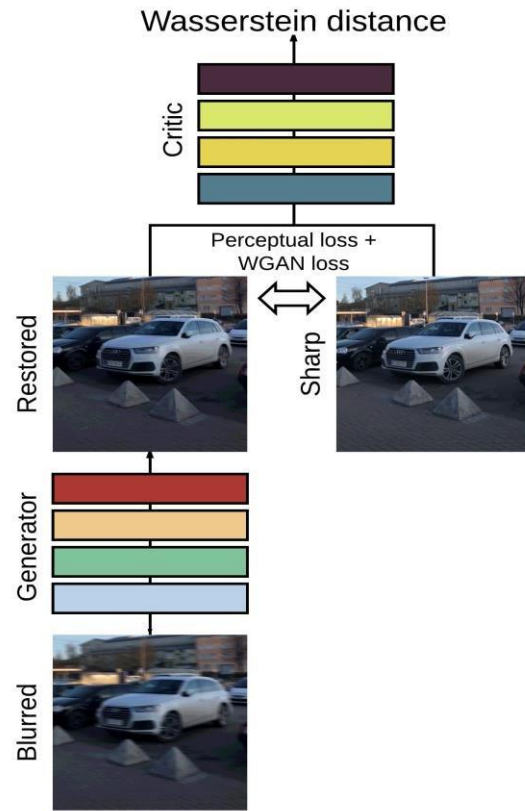 Wasserstein distance
Critic
Perceptual loss +
WGAN loss
Restored
Sharp
Generator
Blurred